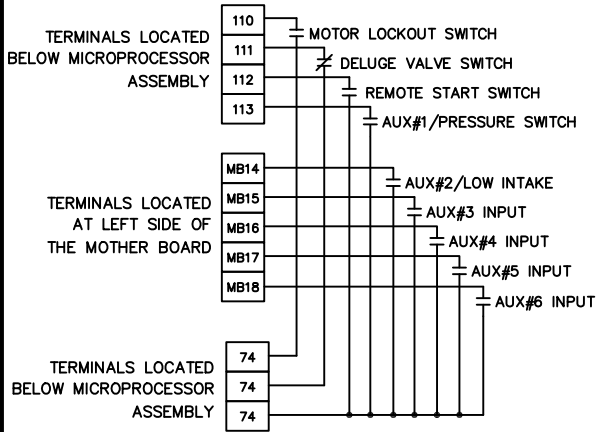 110
MOTOR LOCKOUT SWITCH
TERMINALS LOCATED
BELOW MICROPROCESSOR
ASSEMBLY
111
DELUGE VALVE SWITCH
112
REMOTE START SWITCH
113
AUX#1/PRESSURE SWITCH
MB14
AUX#2/LOW INTAKE
TERMINALS LOCATED
AT LEFT SIDE OF
THE MOTHER BOARD
MB15
AUX#3 INPUT
MB16
AUX#4 INPUT
MB17
AUX#5 INPUT
MB18
AUX#6 INPUT
TERMINALS LOCATED
BELOW MICROPROCESSOR
ASSEMBLY
74
74
74